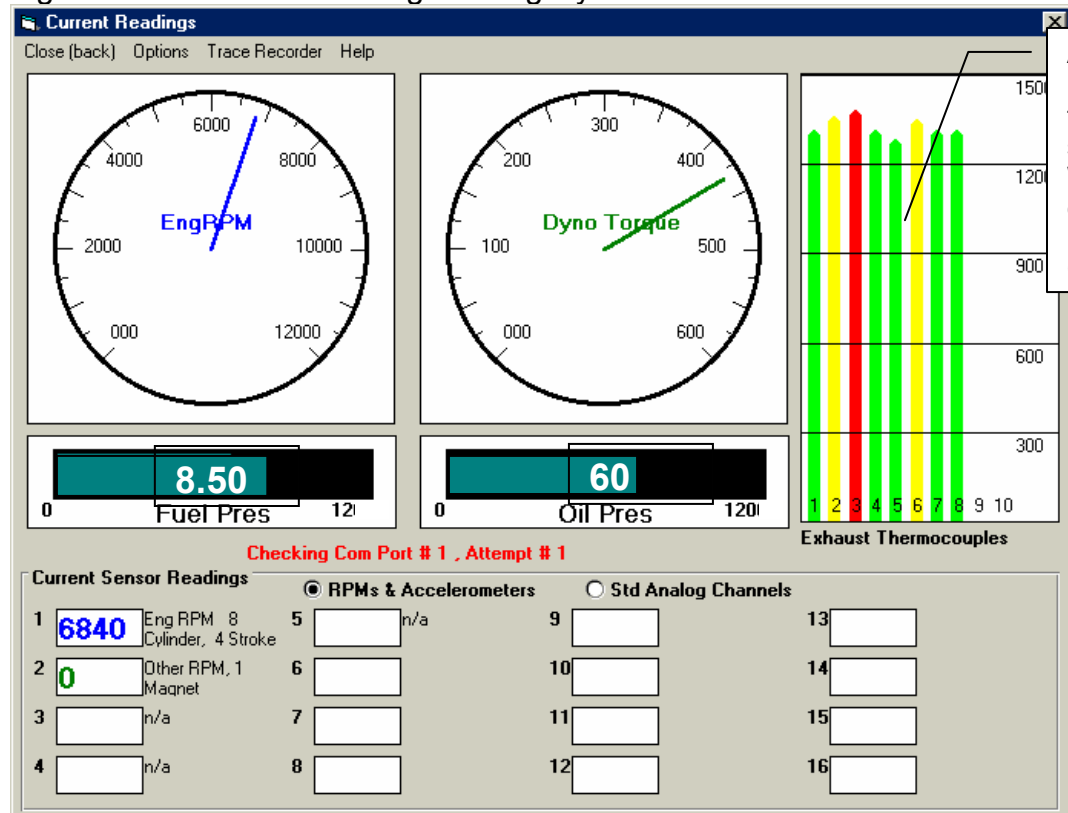 Current Readings
Close (back) Options Trace Recorder Help
000 2000 4000 6000 8000 10000 12000
EngRPM
000 100 200 300 400 500 600
Dyno Torque
1500
1200
900
600
300
1 2 3 4 5 6 7 8 9 10
Exhaust Thermocouples
8.50
0 Fuel Pres
60
0 Oil Pres 120
Checking Com Port # 1 , Attempt # 1
Current Sensor Readings
RPMs & Accelerometers Std Analog Channels
1 6840 Eng RPM 8
Cylinder, 4 Stroke
2 0 Other RPM, 1
Magnet
3 n/a
4 n/a
5 n/a
6
7
8
9
10
11
12
13
14
15
16